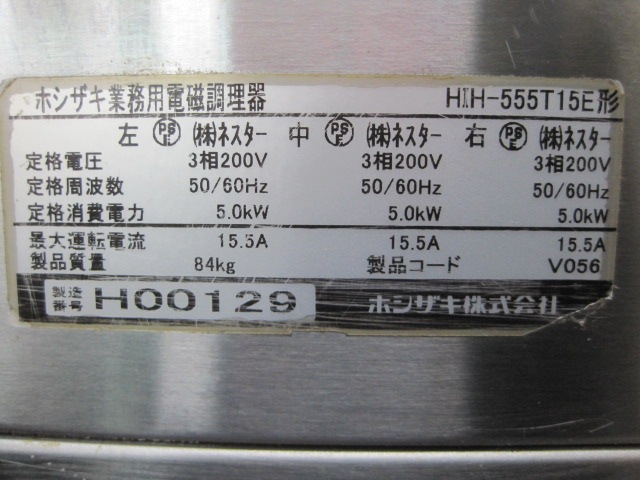 ホシザキ業務用電磁調理器 HIH-555T15E形
左 PSE (株)ネスター 中 PSE (株)ネスター 右 PSE (株)ネスター
定格電圧 3相200V 3相200V 3相200V
定格周波数 50/60Hz 50/60Hz 50/60Hz
定格消費電力 5.0kW 5.0kW 5.0kW
最大運転電流 15.5A 15.5A 15.5A
製品質量 84kg 製品コード V056
製造番号 H00129 ホシザキ株式会社